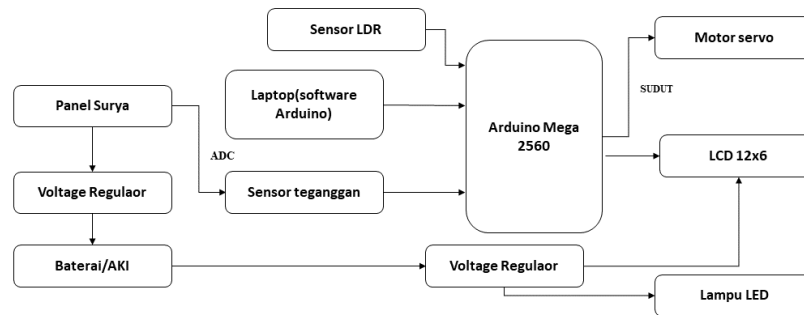 Sensor LDR
Motor servo
Laptop(software
Arduino)
SUDUT
Panel Surya
Arduino Mega
2560
ADC
LCD 12x6
Voltage Regulaor
Sensor teganggan
Baterai/AKI
Voltage Regulaor
Lampu LED